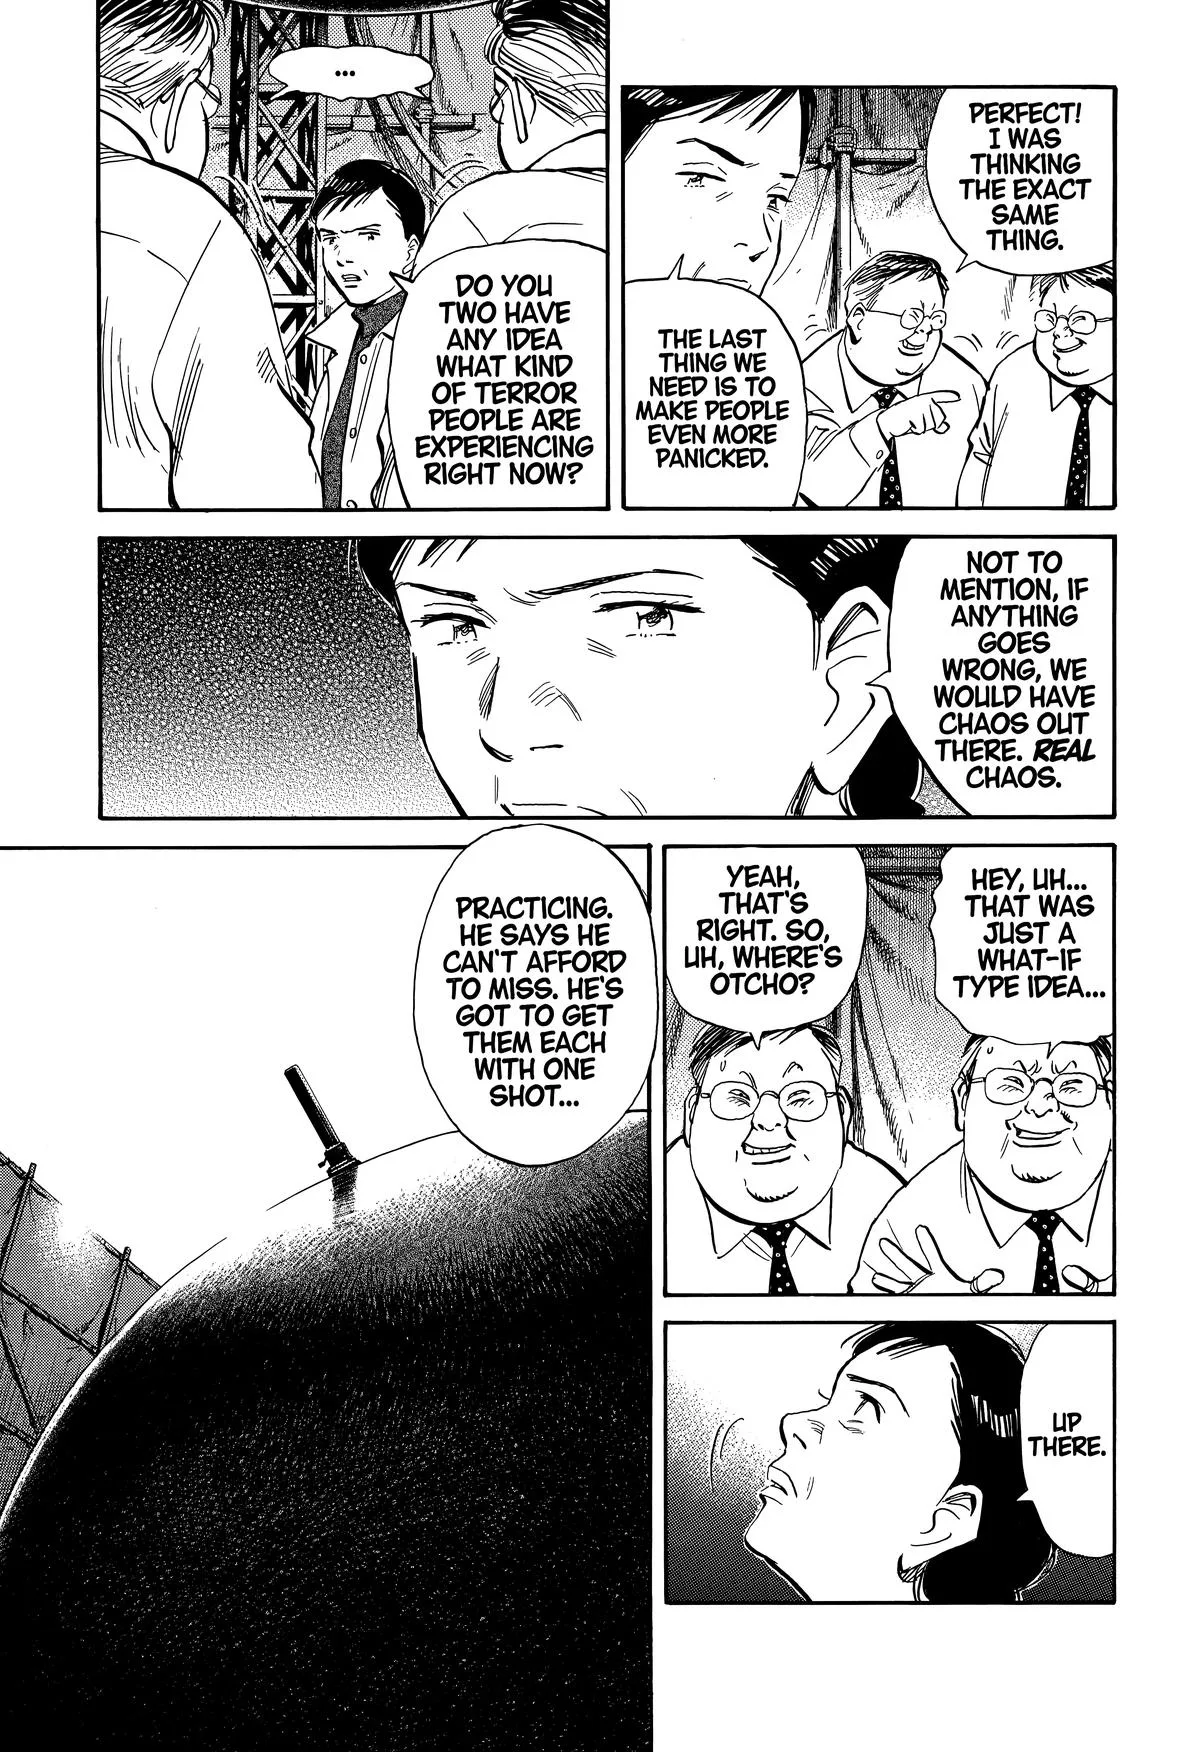 PERFECT!
I WAS
THINKING
THE EXACT
SAME
THING.
THE LAST
THING WE
NEED IS TO
MAKE PEOPLE
EVEN MORE
PANICKED.
...
DO YOU
TWO HAVE
ANY IDEA
WHAT KIND
OF TERROR
PEOPLE ARE
EXPERIENCING
RIGHT NOW?
NOT TO
MENTION, IF
ANYTHING
GOES
WRONG, WE
WOULD HAVE
CHAOS OUT
THERE. REAL
CHAOS.
HEY, UH...
THAT WAS
JUST A
WHAT-IF
TYPE IDEA...
YEAH,
THAT'S
RIGHT. SO,
UH, WHERE'S
OTCHO?
UP
THERE.
PRACTICING.
HE SAYS HE
CAN'T AFFORD
TO MISS. HE'S
GOT TO GET
THEM EACH
WITH ONE
SHOT...